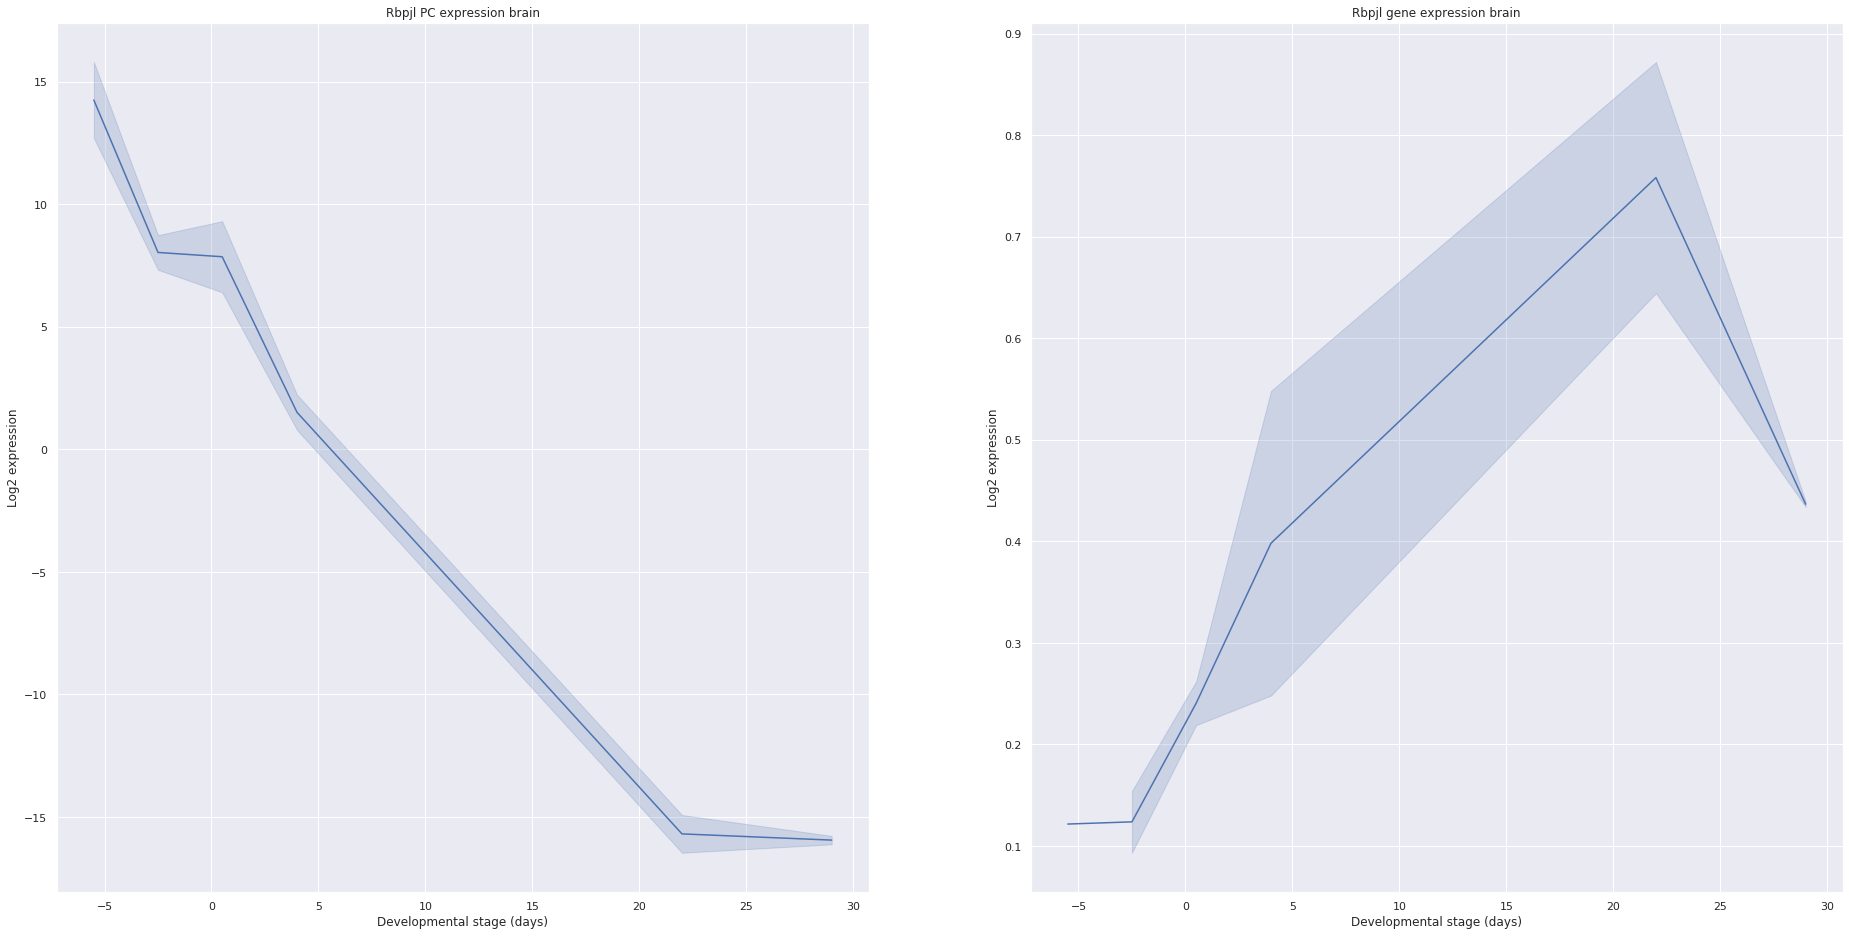 Rbpjl PC expression brain
15
10
5
0
−5
−10
−15
Log2 expression
−5 0 5 10 15 20 25 30
Developmental stage (days)
Rbpjl gene expression brain
0.9
0.8
0.7
0.6
0.5
0.4
0.3
0.2
0.1
Log2 expression
−5 0 5 10 15 20 25 30
Developmental stage (days)